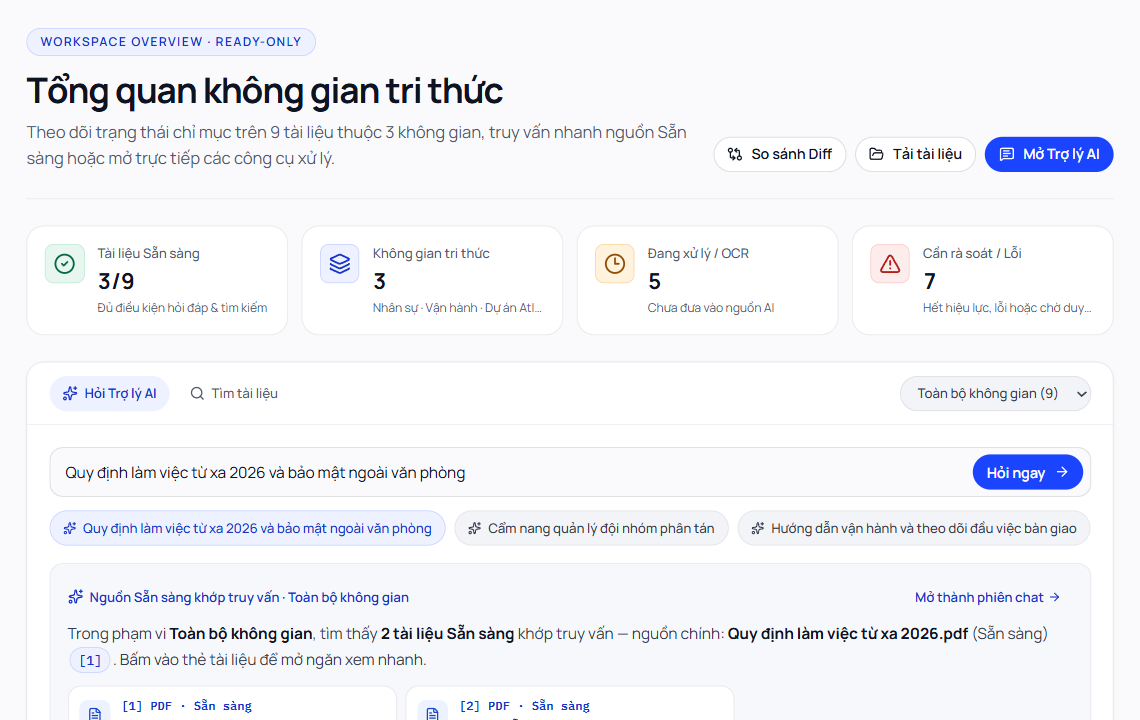 WORKSPACE OVERVIEW · READY-ONLY
Tổng quan không gian tri thức
Theo dõi trạng thái chỉ mục trên 9 tài liệu thuộc 3 không gian, truy vấn nhanh nguồn Sẵn
sàng hoặc mở trực tiếp các công cụ xử lý.
So sánh Diff
Tải tài liệu
Mở Trợ lý AI
Tài liệu Sẵn sàng
3/9
Đủ điều kiện hỏi đáp & tìm kiếm
Không gian tri thức
3
Nhân sự · Vận hành · Dự án Atl...
Đang xử lý / OCR
5
Chưa đưa vào nguồn AI
Cần rà soát / Lỗi
7
Hết hiệu lực, lỗi hoặc chờ duy...
Hỏi Trợ lý AI
Tìm tài liệu
Toàn bộ không gian (9)
Quy định làm việc từ xa 2026 và bảo mật ngoài văn phòng
Hỏi ngay
Quy định làm việc từ xa 2026 và bảo mật ngoài văn phòng
Cẩm nang quản lý đội nhóm phân tán
Hướng dẫn vận hành và theo dõi đầu việc bàn giao
Nguồn Sẵn sàng khớp truy vấn · Toàn bộ không gian
Mở thành phiên chat
Trong phạm vi Toàn bộ không gian, tìm thấy 2 tài liệu Sẵn sàng khớp truy vấn — nguồn chính: Quy định làm việc từ xa 2026.pdf (Sẵn sàng)
[1] . Bấm vào thẻ tài liệu để mở ngăn xem nhanh.
[1] PDF · Sẵn sàng
[2] PDF · Sẵn sàng